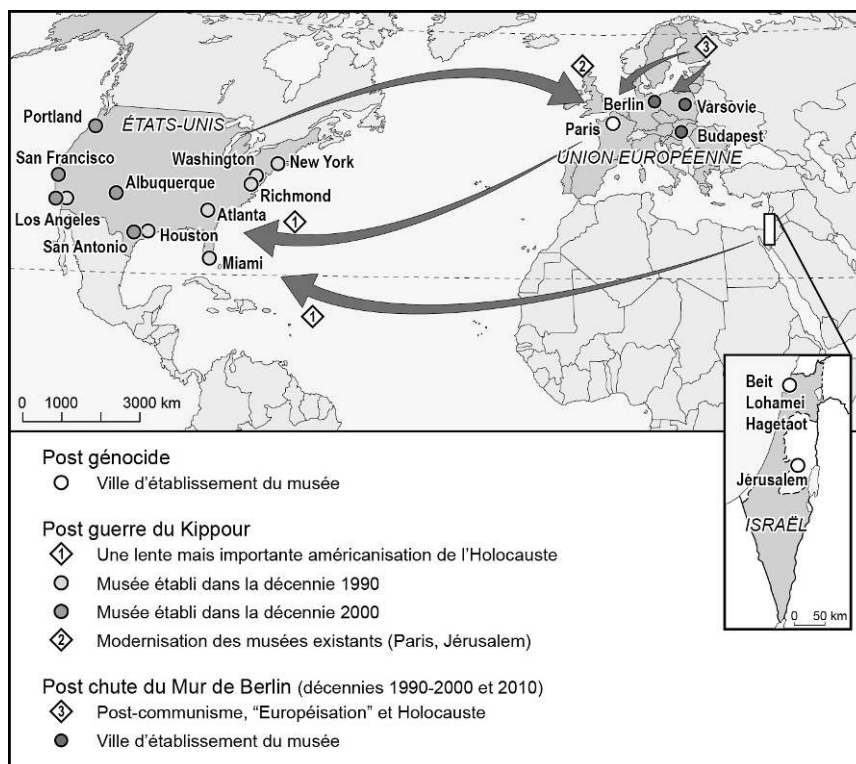 2
3
Portland
ÉTATS-UNIS
Berlin
Varsovie
Paris
Budapest
San Francisco
Washington
New York
UNION EUROPÉENNE
Albuquerque
Richmond
Los Angeles
Atlanta
1
San Antonio
Houston
Miami
1
0 1000 3000 km
Beit
Lohamei
Hagetaot
Jérusalem
ISRAËL
0 50 km
Post génocide
Ville d'établissement du musée
Post guerre du Kippour
1 Une lente mais importante américanisation de l'Holocauste
Musée établi dans la décennie 1990
Musée établi dans la décennie 2000
2 Modernisation des musées existants (Paris, Jérusalem)
Post chute du Mur de Berlin (décennies 1990-2000 et 2010)
3 Post-communisme, "Européisation" et Holocauste
Ville d'établissement du musée